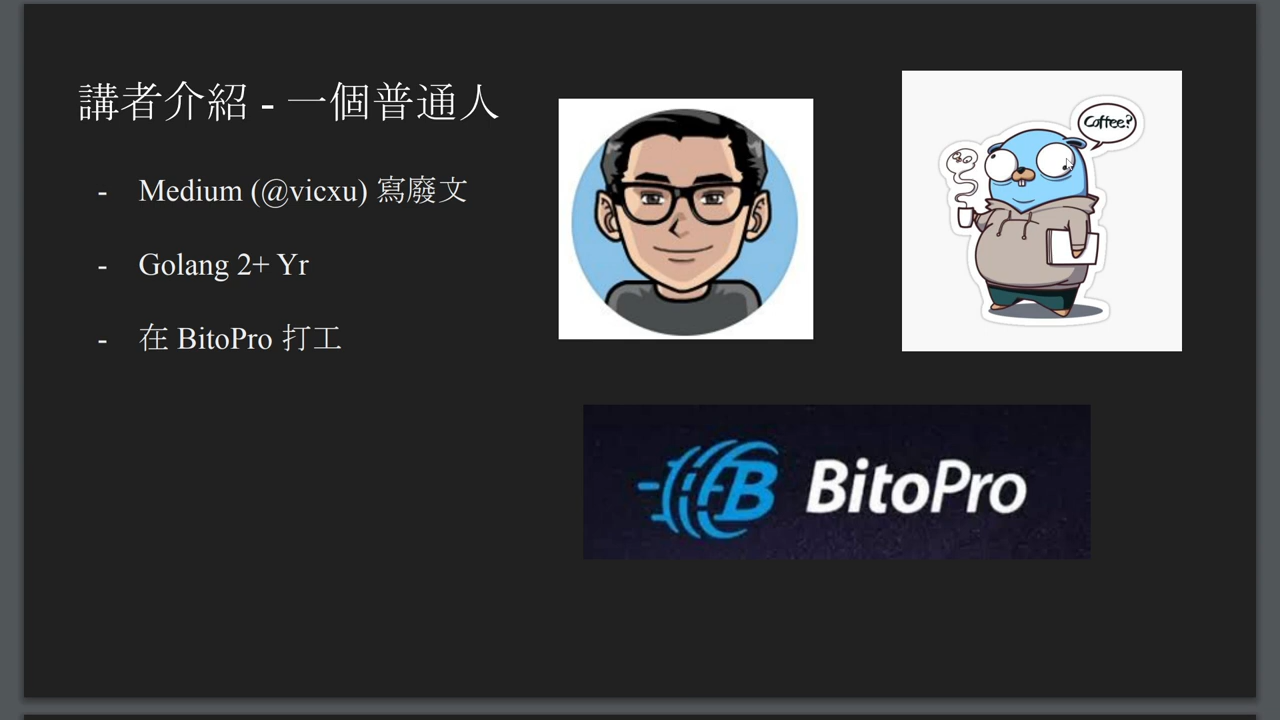 講者介紹 - 一個普通人
- Medium (@vicxu) 寫廢文
- Golang 2+ Yr
- 在 BitoPro 打工
Coffee?
B BitoPro